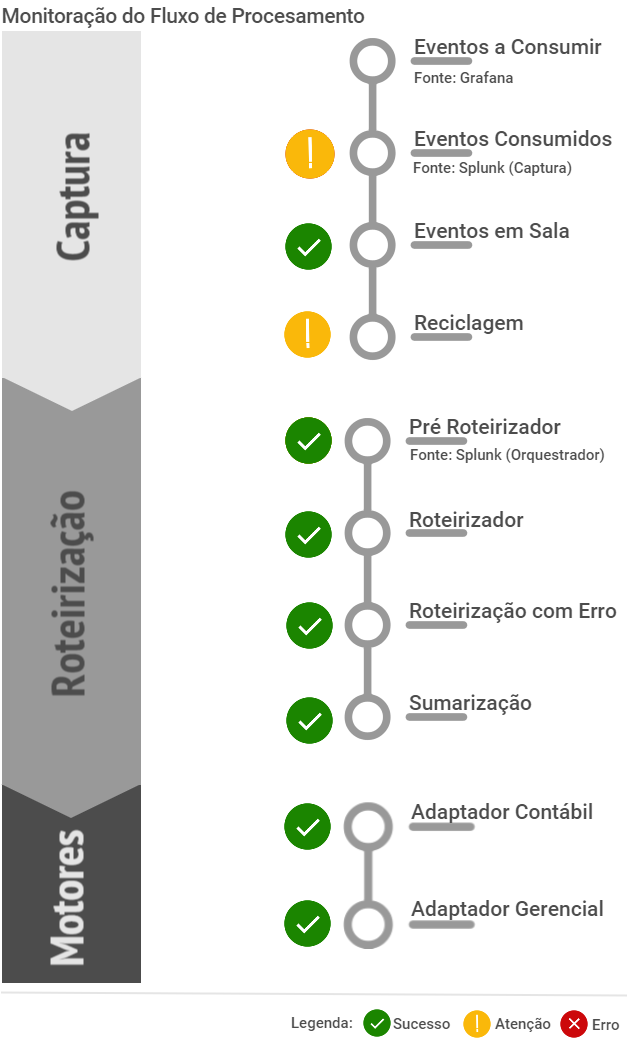 Monitoração do Fluxo de Processamento
Captura
Eventos a Consumir
Fonte: Grafana
Eventos Consumidos
Fonte: Splunk (Captura)
Eventos em Sala
Reciclagem
Roteirização
Pré Roteirizador
Fonte: Splunk (Orquestrador)
Roteirizador
Roteirização com Erro
Sumarização
Motores
Adaptador Contábil
Adaptador Gerencial
Legenda: Sucesso Atenção Erro